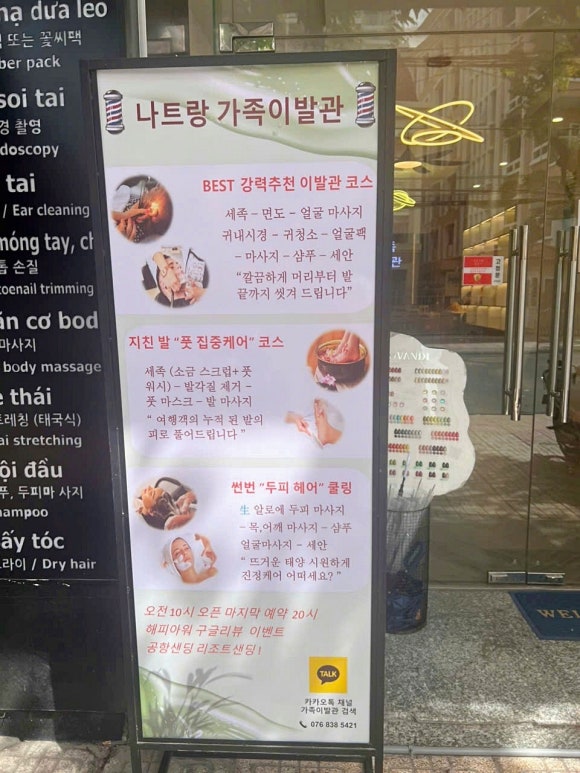 나트랑 가족이발관
BEST 강력추천 이발관 코스
세족 – 면도 – 얼굴 마사지
귀내시경 – 귀청소 – 얼굴팩
– 마사지 – 샴푸 – 세안
“깔끔하게 머리부터 발
끝까지 씻겨 드립니다”
지친 발 “풋 집중케어” 코스
세족 (소금 스크럽+풋
워시) – 발각질 제거 –
풋 마스크 – 발 마사지
“ 여행객의 누적 된 발의
피로 풀어드립니다 ”
썬번 “두피 헤어” 쿨링
生 알로에 두피 마사지
– 목,어깨 마사지 – 샴푸
얼굴마사지 – 세안
“ 뜨거운 태양 시원하게
진정케어 어떠세요? ”
오전10시 오픈 마지막 예약 20시
해피아워 구글리뷰 이벤트
공항샌딩 리조트샌딩!
TALK
카카오톡 채널
가족이발관 검색
076 838 5421
dưa leo
또는 꽃씨팩
ber pack
soi tai
경 촬영
doscopy
tai
/ Ear cleaning
móng tay, ch
톱 손질
toenail trimming
án cơ bod
마사지
body massage
thái
트레칭 (태국식)
ai stretching
ội đầu
푸, 두피마 사지
hampoo
ấy tóc
라이 / Dry hair
WEL